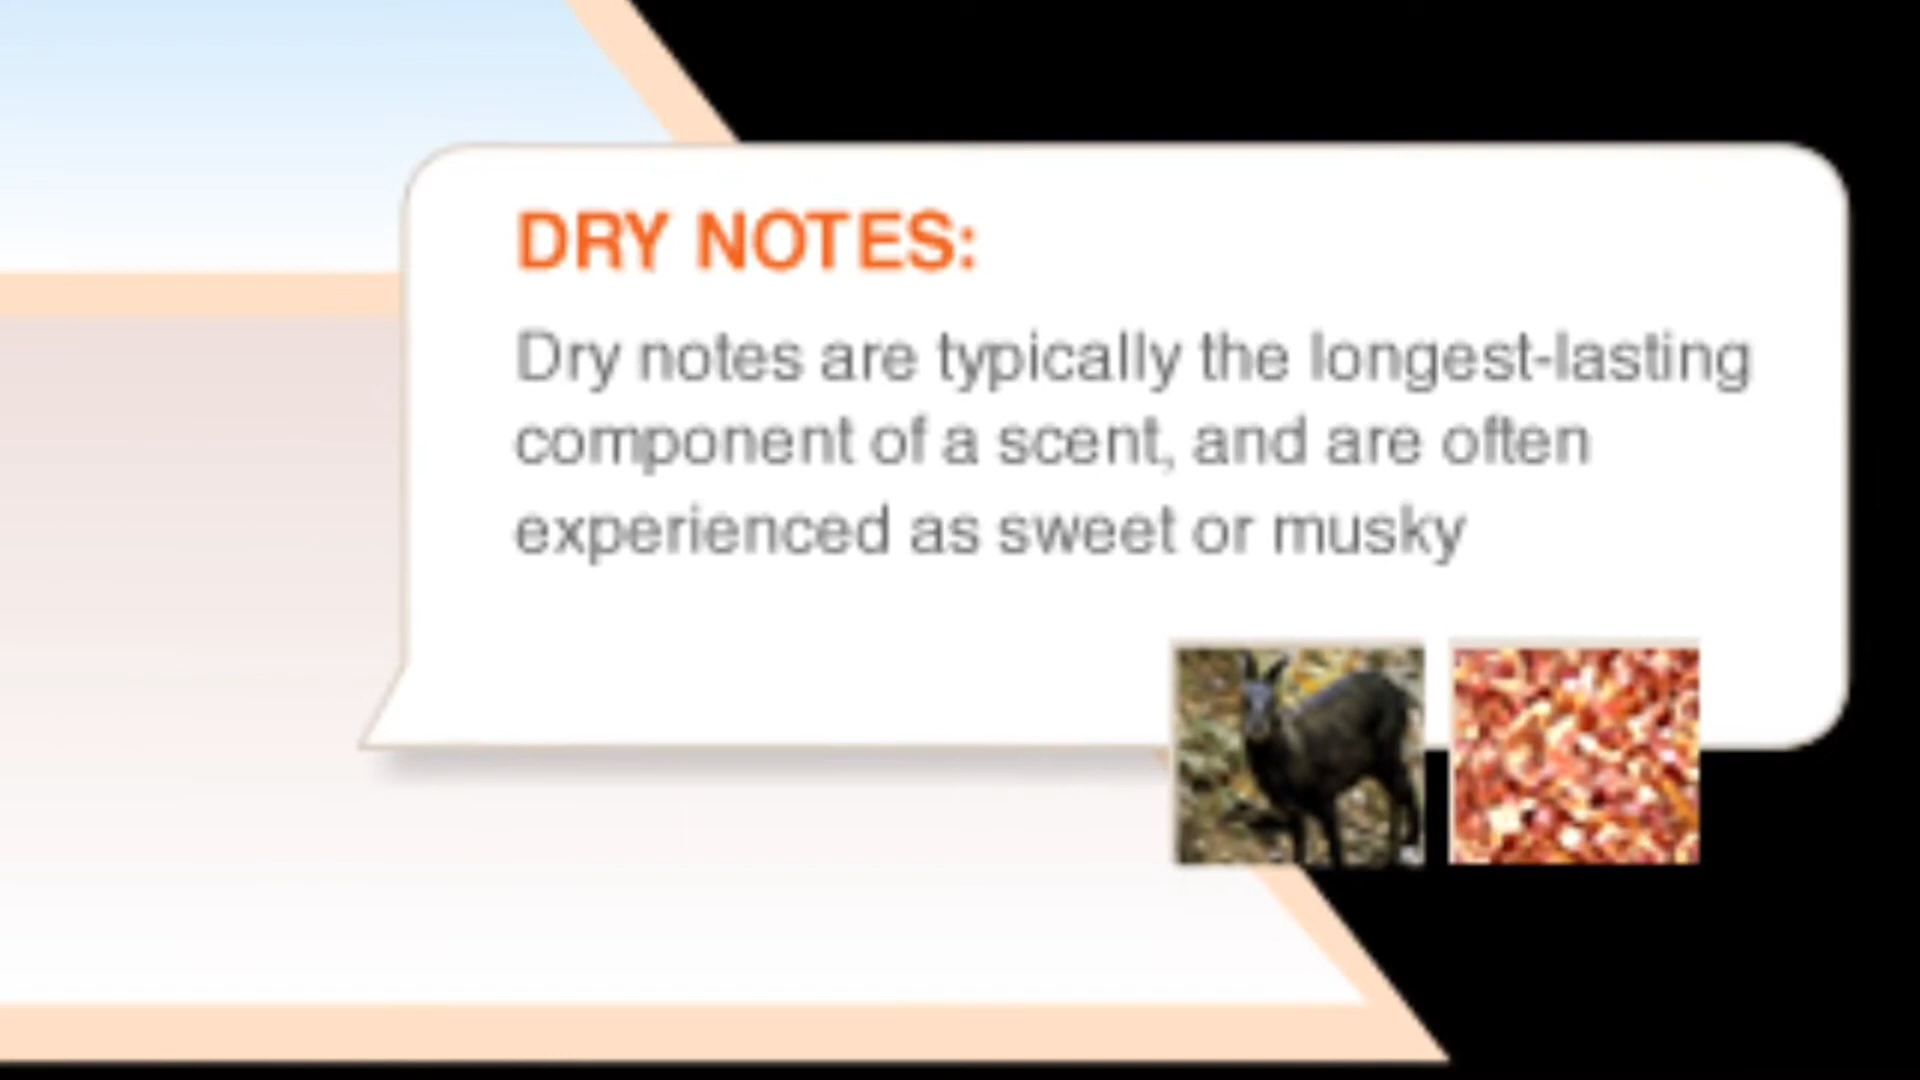 DRY NOTES:
Dry notes are typically the longest-lasting
component of a scent, and are often
experienced as sweet or musky